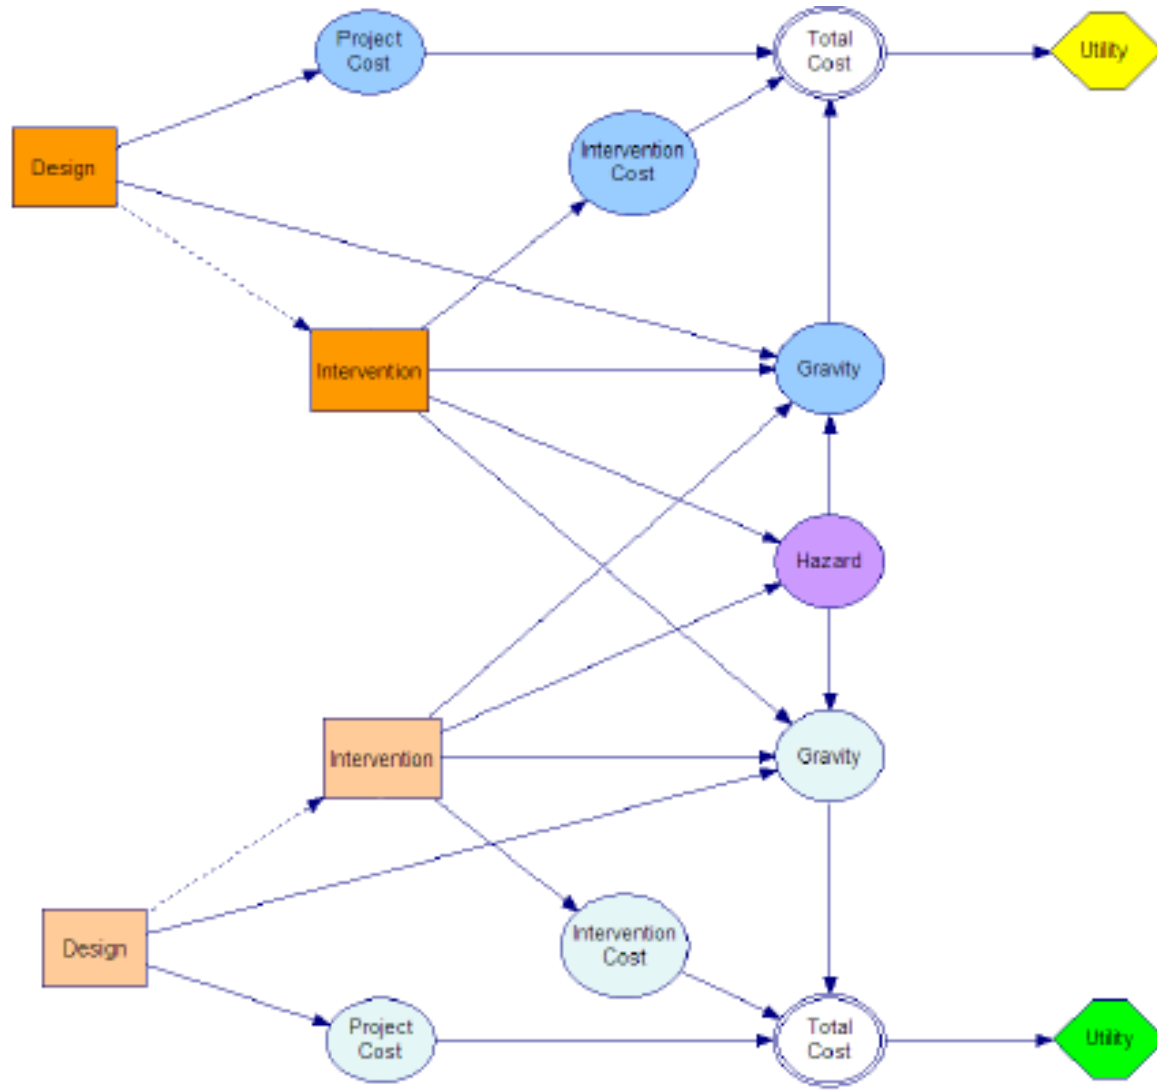 Project
Cost
Total
Cost
Utility
Design
Intervention
Cost
Intervention
Gravity
Hazard
Intervention
Gravity
Design
Intervention
Cost
Project
Cost
Total
Cost
Utility